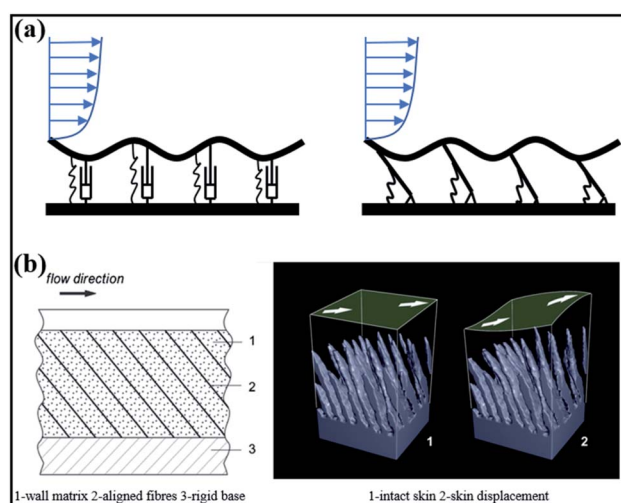 (a)
(b)
flow direction
1
2
3
1
2
1-wall matrix 2-aligned fibres 3-rigid base
1-intact skin 2-skin displacement